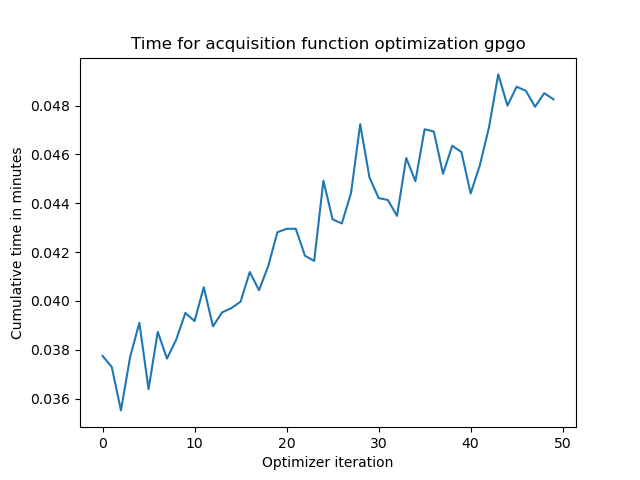 Time for acquisition function optimization gpgo
Cumulative time in minutes
0.048
0.046
0.044
0.042
0.040
0.038
0.036
0 10 20 30 40 50
Optimizer iteration